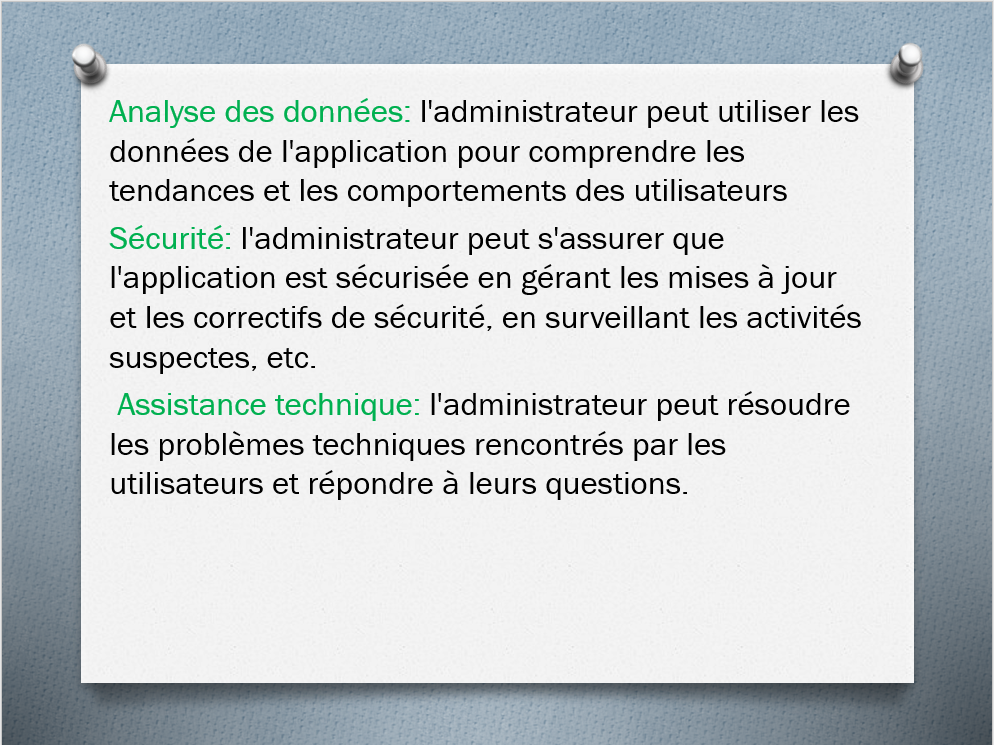 Analyse des données: l'administrateur peut utiliser les
données de l'application pour comprendre les
tendances et les comportements des utilisateurs
Sécurité: l'administrateur peut s'assurer que
l'application est sécurisée en gérant les mises à jour
et les correctifs de sécurité, en surveillant les activités
suspectes, etc.
Assistance technique: l'administrateur peut résoudre
les problèmes techniques rencontrés par les
utilisateurs et répondre à leurs questions.